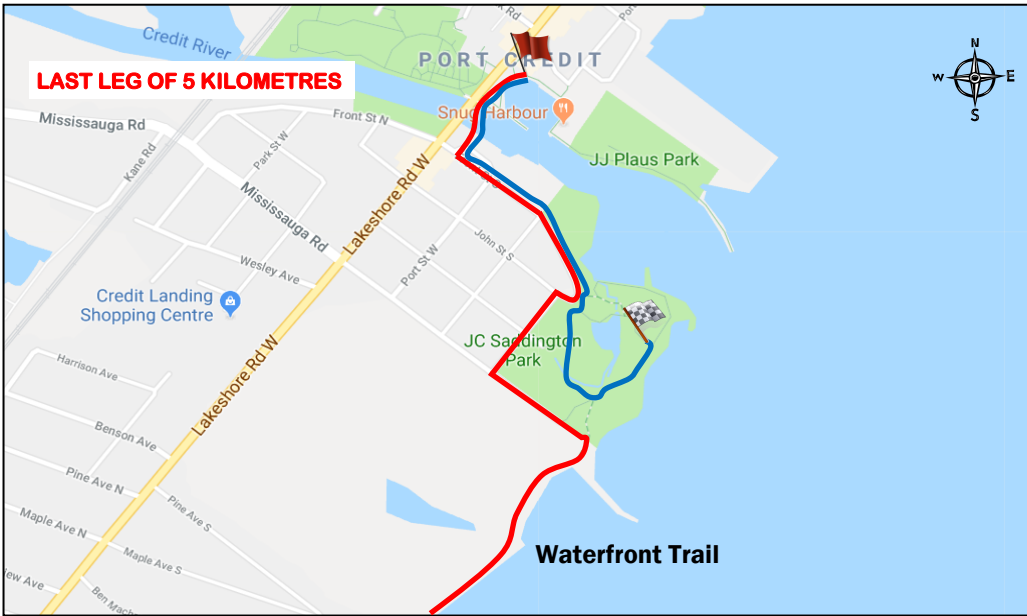 Credit River
PORT CREDIT
LAST LEG OF 5 KILOMETRES
N
W
E
S
Snug Harbour
Mississauga Rd
Front St N
Kane Rd
Park St W
JJ Plaus Park
Mississauga Rd
Lakeshore Rd W
John St S
Port St W
Wesley Ave
Credit Landing
Shopping Centre
JC Saddington
Park
Harrison Ave
Lakeshore Rd W
Benson Ave
Pine Ave N
Pine Ave S
Maple Ave N
Maple Ave S
Waterfront Trail
Ave
Ben